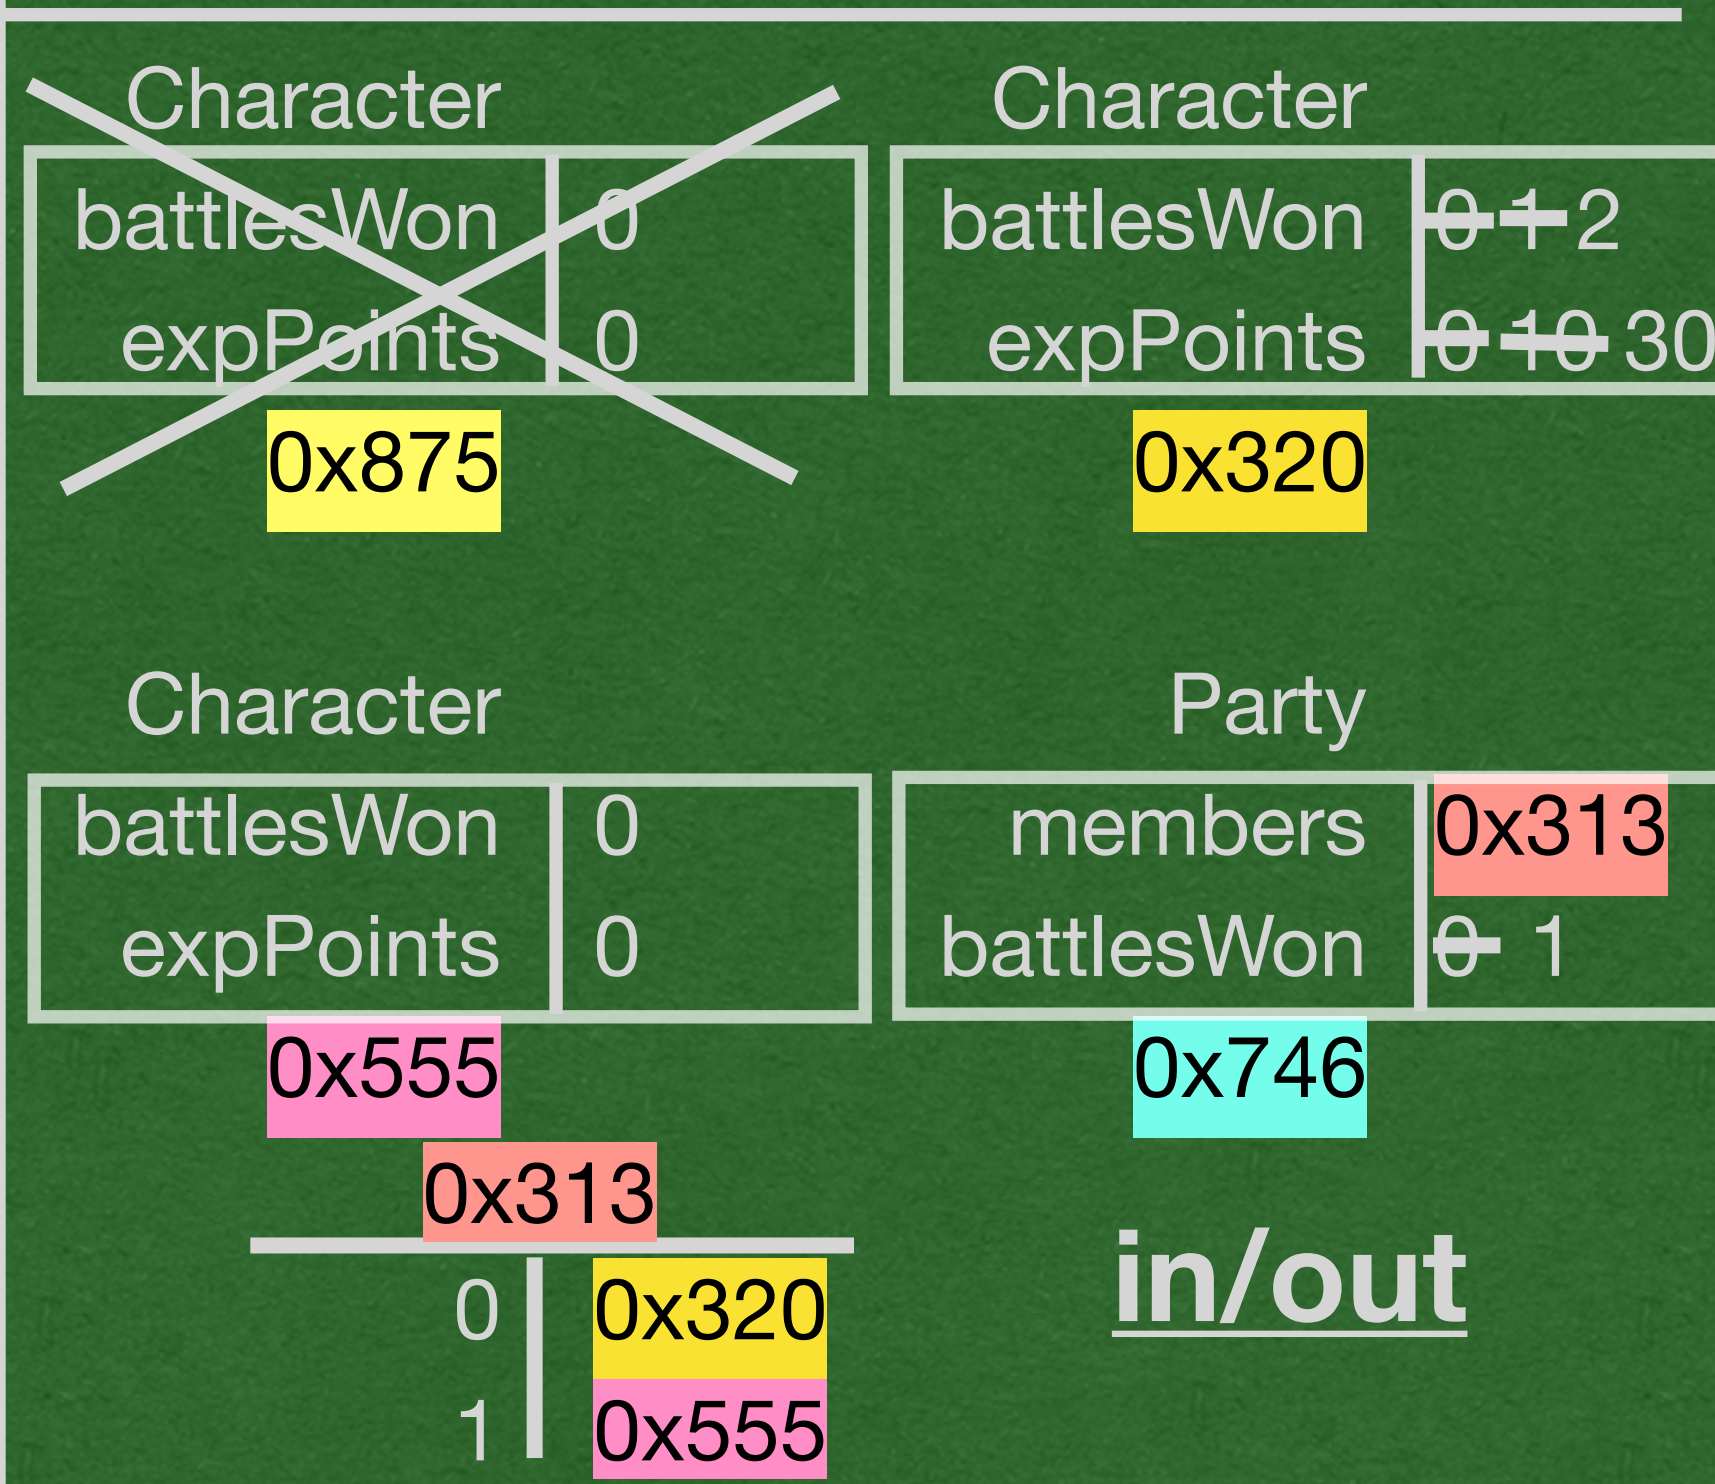 Character
battlesWon 0
expPoints 0
0x875
Character
battlesWon 0 1 2
expPoints 0 10 30
0x320
Character
battlesWon 0
expPoints 0
0x555
Party
members 0x313
battlesWon 0 1
0x746
0x313
0 0x320
1 0x555
in/out